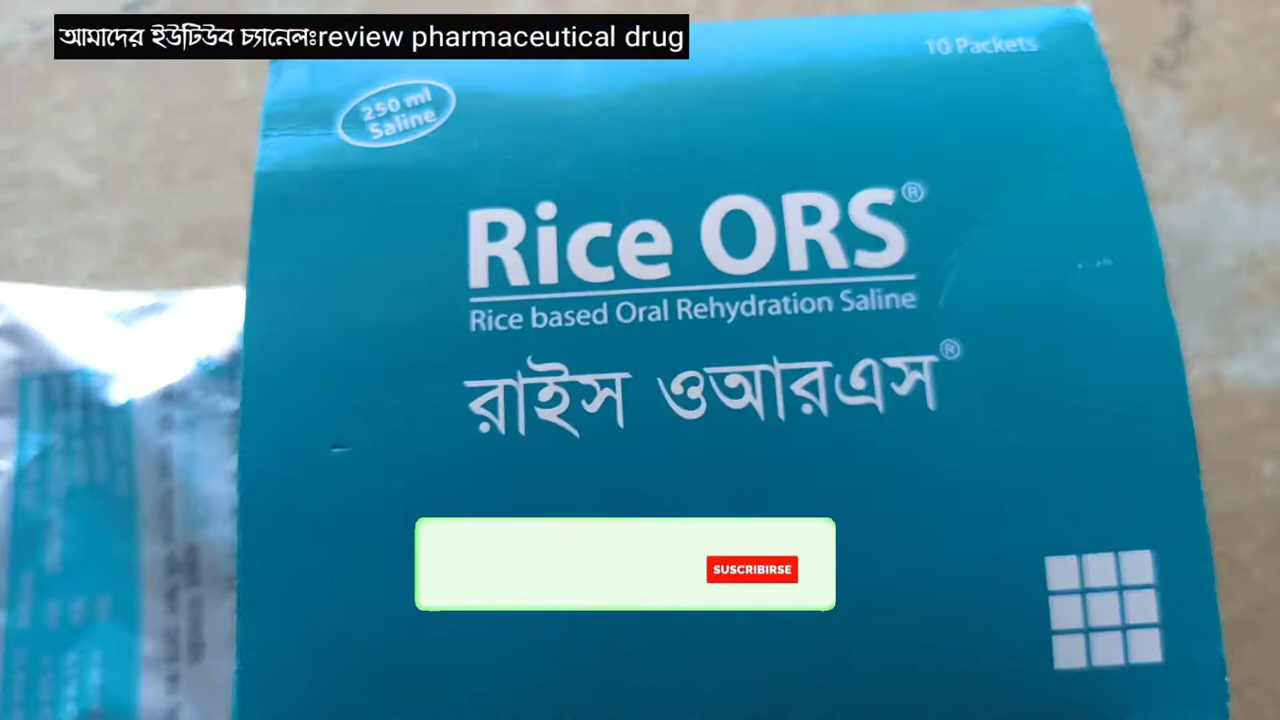 আমাদের ইউটিউব চ্যানেলঃreview pharmaceutical drug
10 Packets
250 ml
Saline
Rice ORS®
Rice based Oral Rehydration Saline
রাইস ওআরএস®
SUSCRIBIRSE